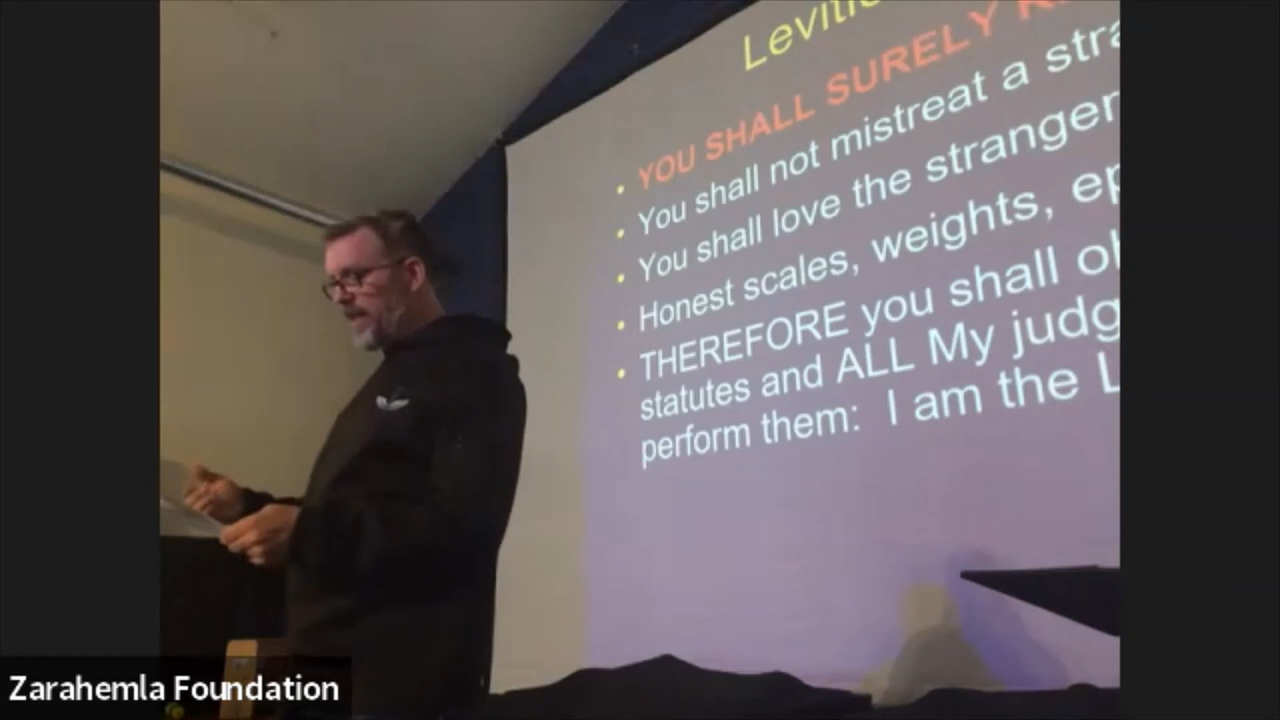 Leviti
YOU SHALL SURELY R
• You shall not mistreat a stra
• You shall love the stranger
• Honest scales, weights, ep
• THEREFORE you shall ob
statutes and ALL My judg
perform them: I am the L
Zarahemla Foundation